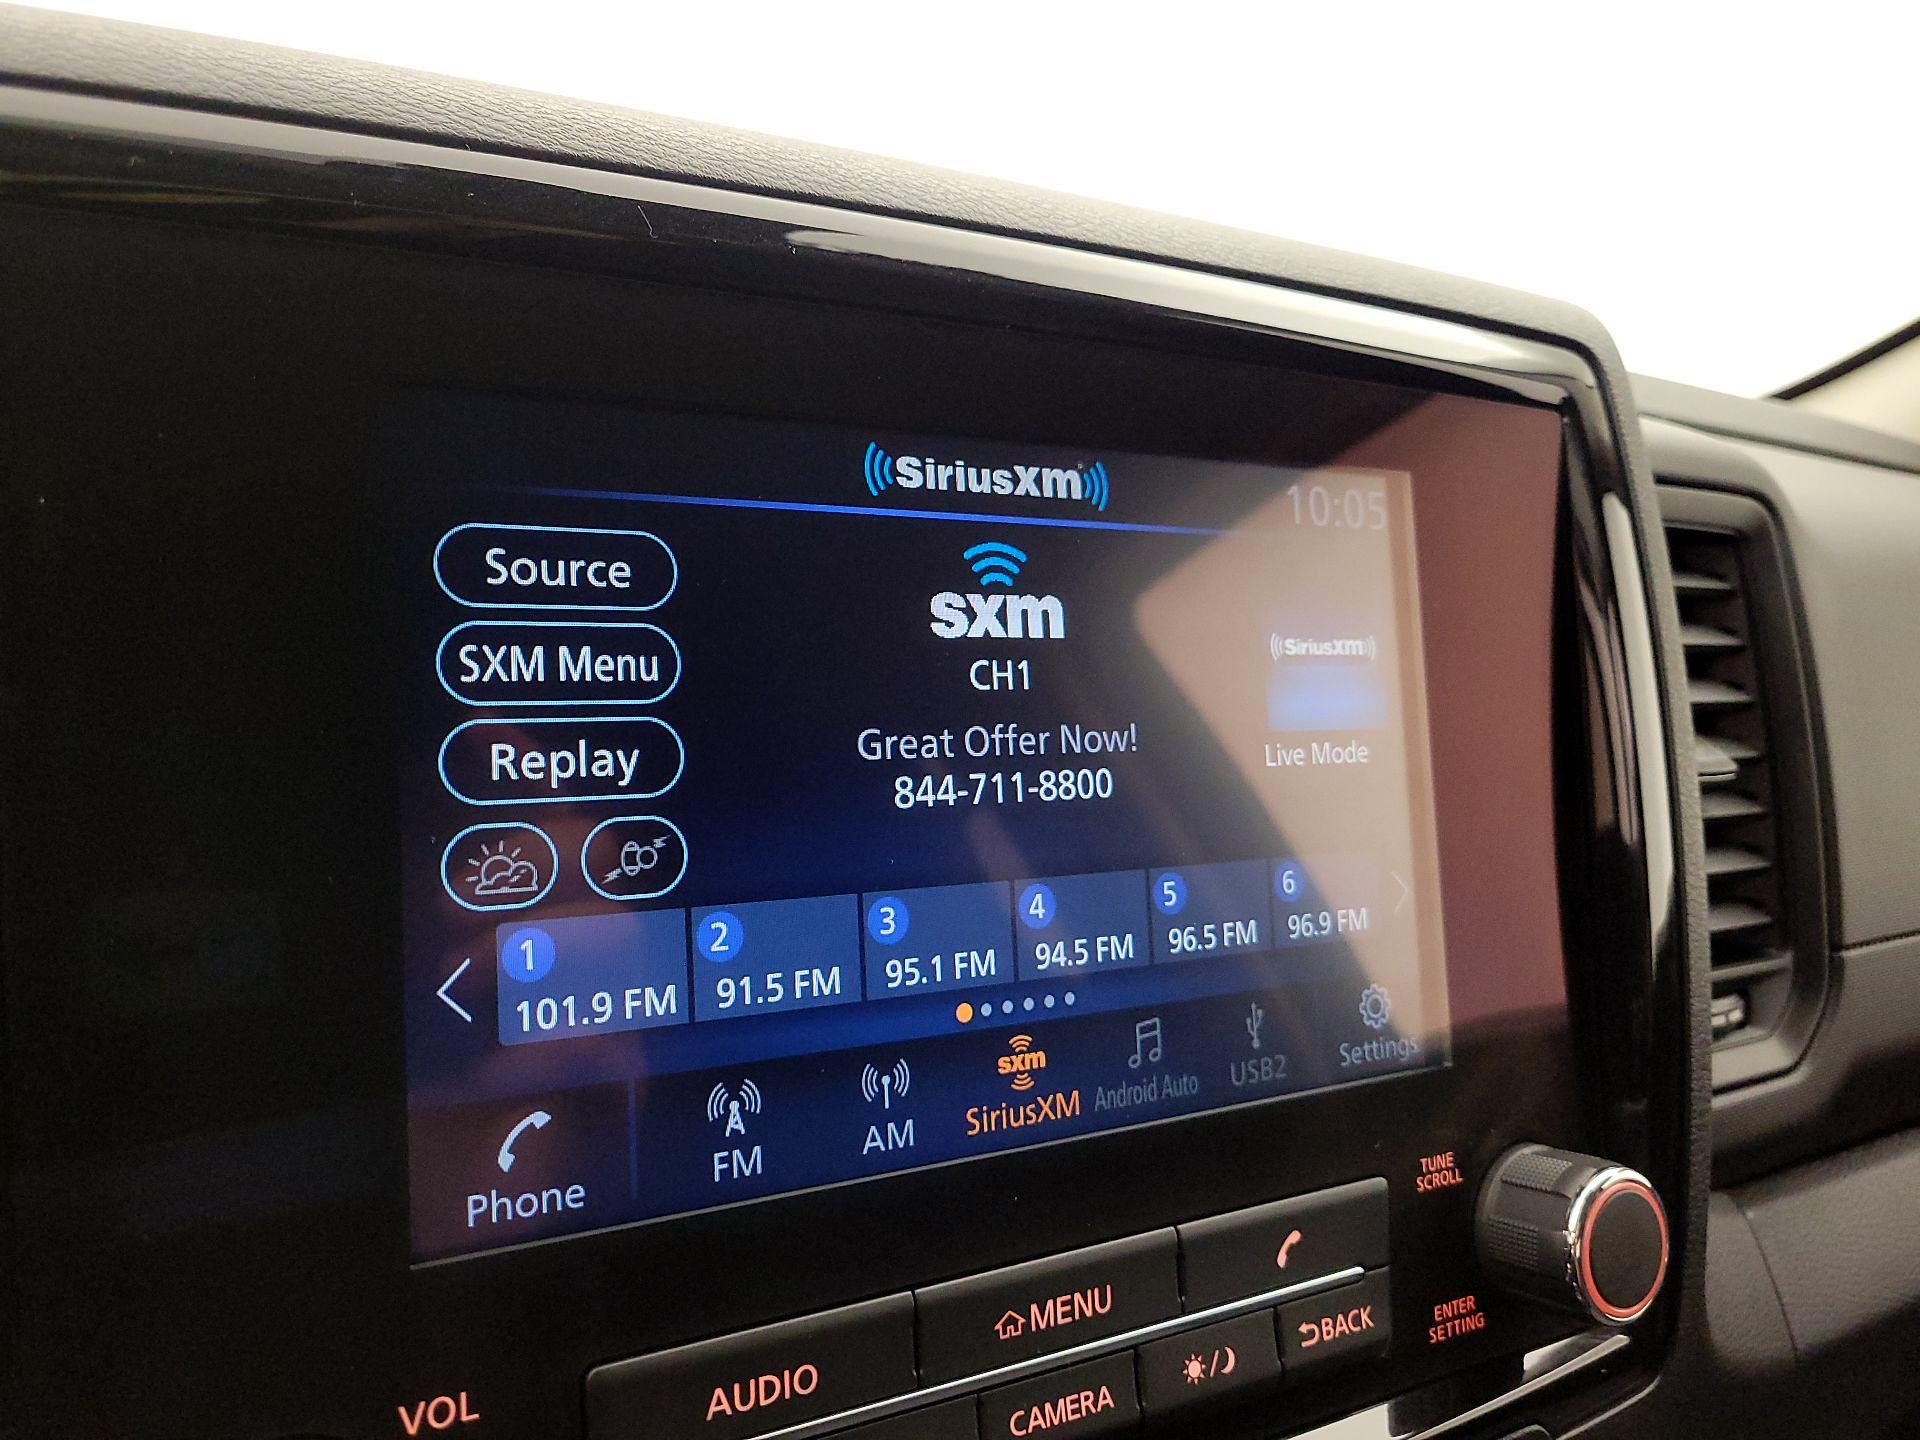 SiriusXM
10:05
Source
SXM Menu
Replay
sxm
CH1
Great Offer Now!
844-711-8800
SiriusXM
Live Mode
1 2 3 4 5 6
101.9 FM 91.5 FM 95.1 FM 94.5 FM 96.5 FM 96.9 FM
Phone
FM
AM
sxm
SiriusXM
Android Auto
USB2
Settings
TUNE
SCROLL
MENU
AUDIO
BACK
ENTER
SETTING
VOL
CAMERA